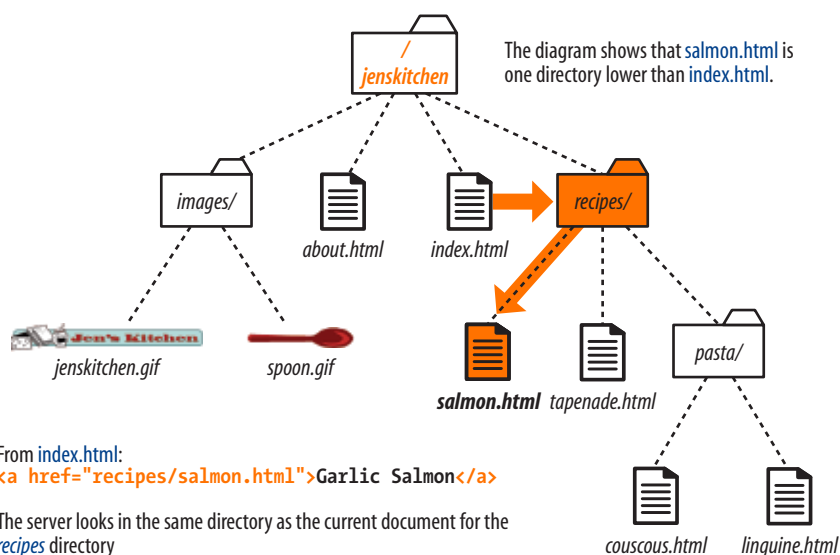 /
jenskitchen
The diagram shows that salmon.html is
one directory lower than index.html.
images/
about.html
index.html
recipes/
Jen's Kitchen
jenskitchen.gif
spoon.gif
salmon.html
tapenade.html
pasta/
From index.html:
<a href="recipes/salmon.html">Garlic Salmon</a>
The server looks in the same directory as the current document for the
recipes directory
couscous.html
linguine.html